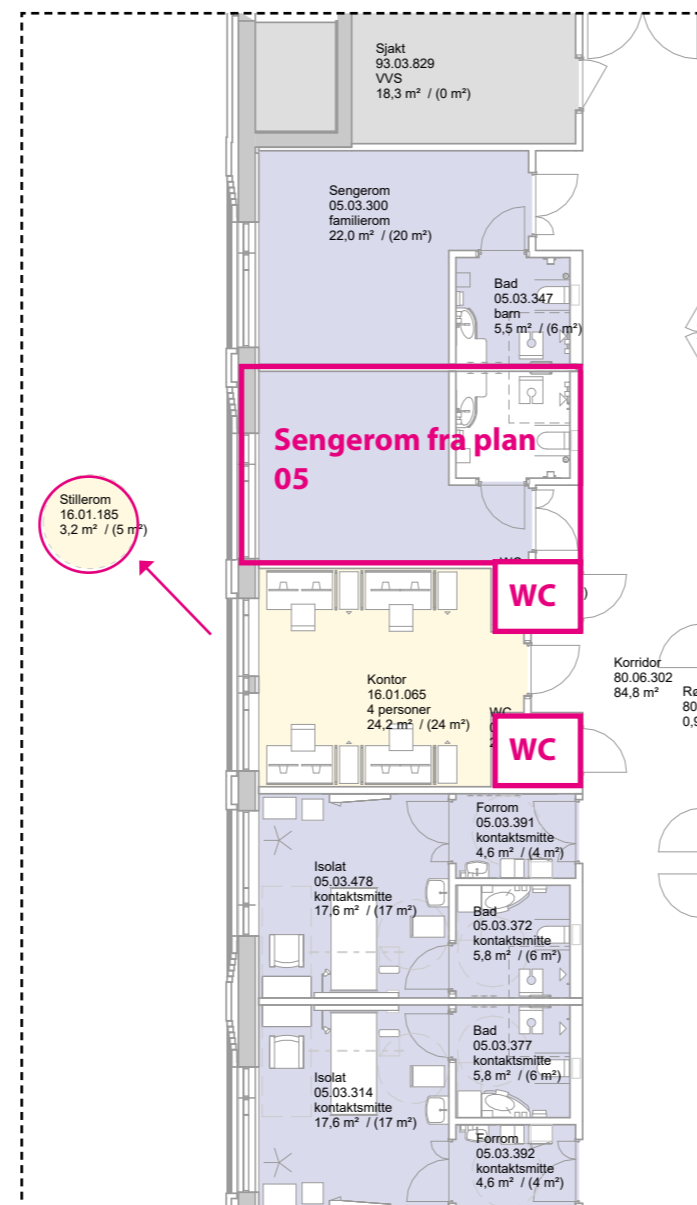 Sjakt
93.03.829
VVS
18,3 m² / (0 m²)
Sengerom
05.03.300
familierom
22,0 m² / (20 m²)
Bad
05.03.347
barn
5,5 m² / (6 m²)
Sengerom fra plan
05
Stillerom
16.01.185
3,2 m² / (5 m²)
WC
Kontor
16.01.065
4 personer
24,2 m² / (24 m²)
WC
WC
Korridor
80.06.302
84,8 m²
Forrom
05.03.391
kontaktsmitte
4,6 m² / (4 m²)
Isolat
05.03.478
kontaktsmitte
17,6 m² / (17 m²)
Bad
05.03.372
kontaktsmitte
5,8 m² / (6 m²)
Bad
05.03.377
kontaktsmitte
5,8 m² / (6 m²)
Isolat
05.03.314
kontaktsmitte
17,6 m² / (17 m²)
Forrom
05.03.392
kontaktsmitte
4,6 m² / (4 m²)